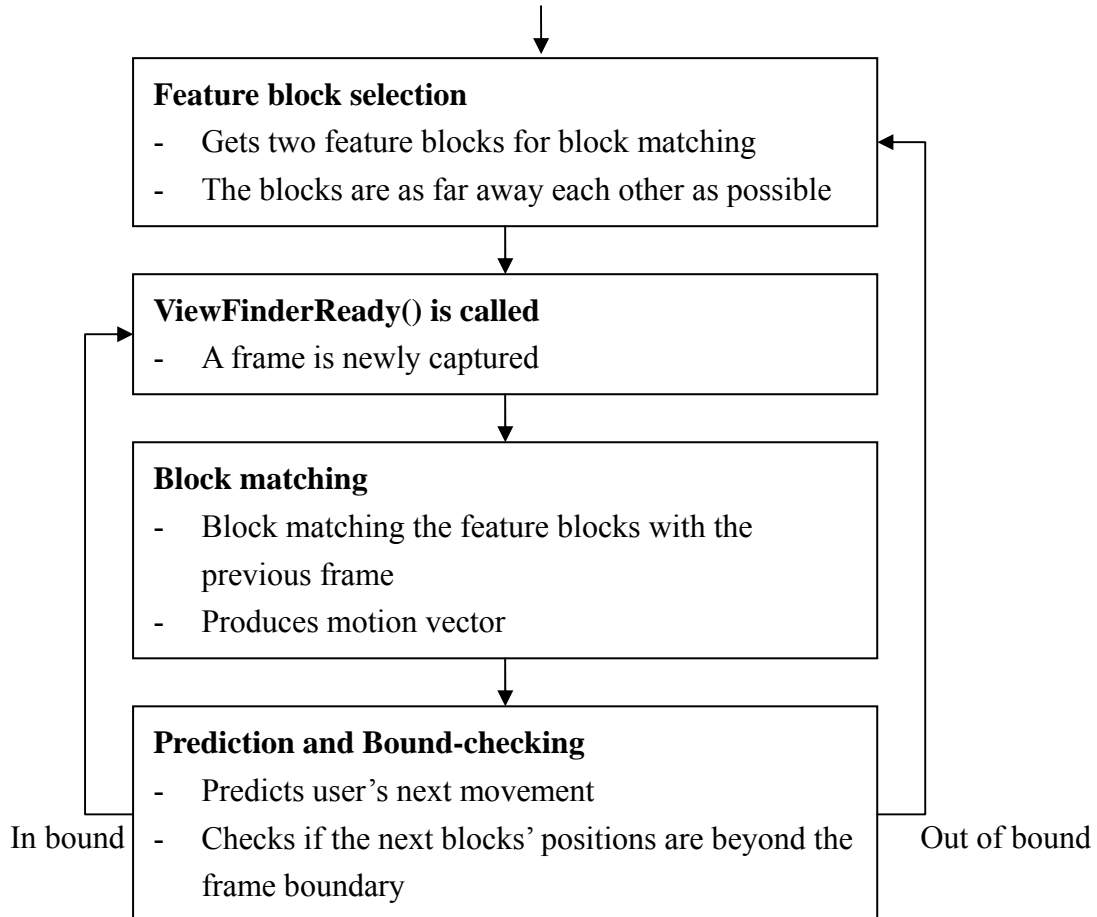 Feature block selection
- Gets two feature blocks for block matching
- The blocks are as far away each other as possible
ViewFinderReady() is called
- A frame is newly captured
Block matching
- Block matching the feature blocks with the
previous frame
- Produces motion vector
Prediction and Bound-checking
- Predicts user’s next movement
- Checks if the next blocks’ positions are beyond the
frame boundary
In bound
Out of bound